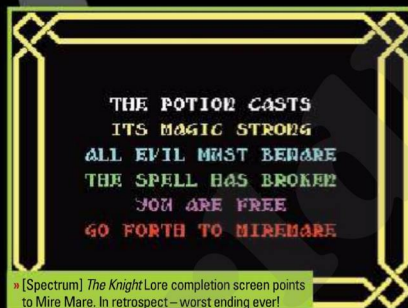 THE POTION CASTS
ITS MAGIC STRONG
ALL EVIL MUST BEWARE
THE SPELL HAS BROKEN
YOU ARE FREE
GO FORTH TO MIREMARE
» [Spectrum] The Knight Lore completion screen points
to Mire Mare. In retrospect – worst ending ever!